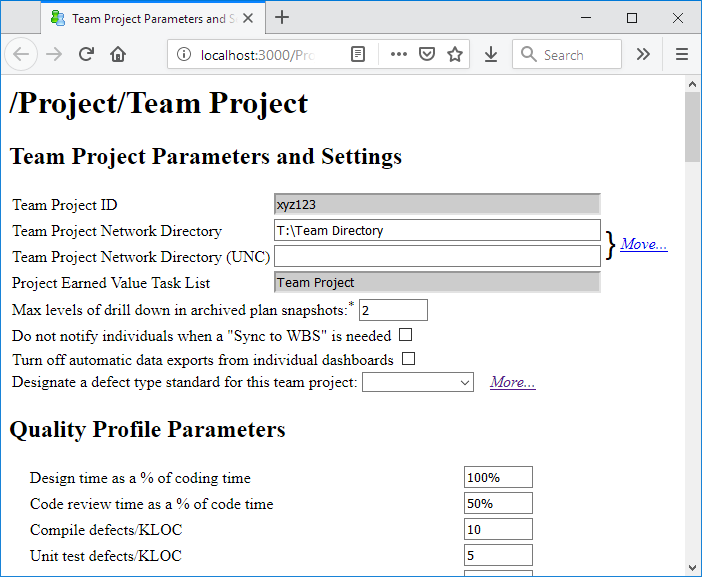 Team Project Parameters and S
localhost:3000/Pro
Search
/Project/Team Project
Team Project Parameters and Settings
Team Project ID xyz123
Team Project Network Directory T:\Team Directory
} Move...
Team Project Network Directory (UNC)
Project Earned Value Task List Team Project
Max levels of drill down in archived plan snapshots:* 2
Do not notify individuals when a "Sync to WBS" is needed
Turn off automatic data exports from individual dashboards
Designate a defect type standard for this team project: More...
Quality Profile Parameters
Design time as a % of coding time 100%
Code review time as a % of code time 50%
Compile defects/KLOC 10
Unit test defects/KLOC 5